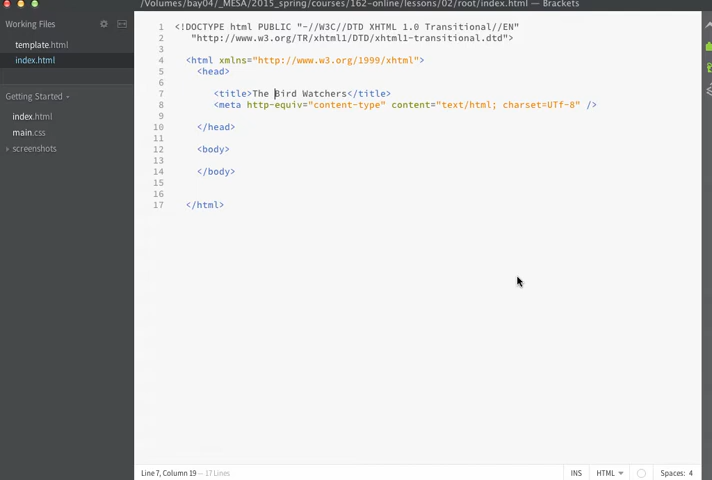 /Volumes/bay04/_MESA/2015_spring/courses/162-online/lessons/02/root/index.html — Brackets
Working Files
template.html
index.html
Getting Started
index.html
main.css
screenshots
1 <!DOCTYPE html PUBLIC "-//W3C//DTD XHTML 1.0 Transitional//EN"
2 "http://www.w3.org/TR/xhtml1/DTD/xhtml1-transitional.dtd">
3
4 <html xmlns="http://www.w3.org/1999/xhtml">
5 <head>
6
7 <title>The Bird Watchers</title>
8 <meta http-equiv="content-type" content="text/html; charset=UTf-8" />
9
10 </head>
11
12 <body>
13
14 </body>
15
16
17 </html>
Line 7, Column 19 — 17 Lines
INS HTML Spaces: 4